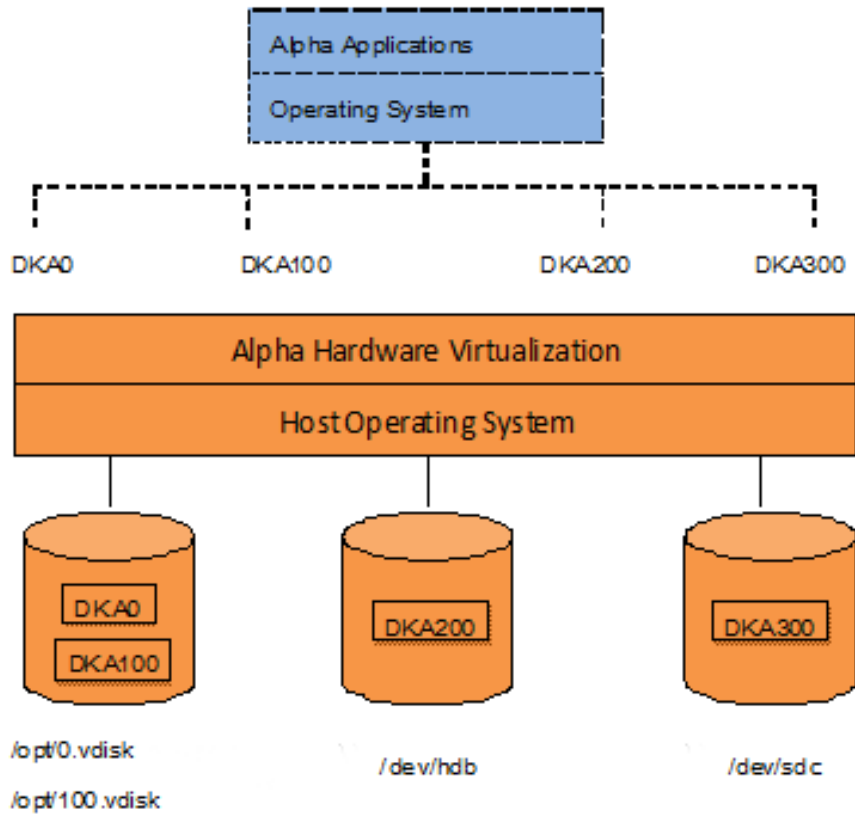 Alpha Applications
Operating System
DKA0 DKA100 DKA200 DKA300
Alpha Hardware Virtualization
Host Operating System
DKA0
DKA100
DKA200
DKA300
/opt/0.vdisk
/opt/100.vdisk
/dev/hdb
/dev/sdc